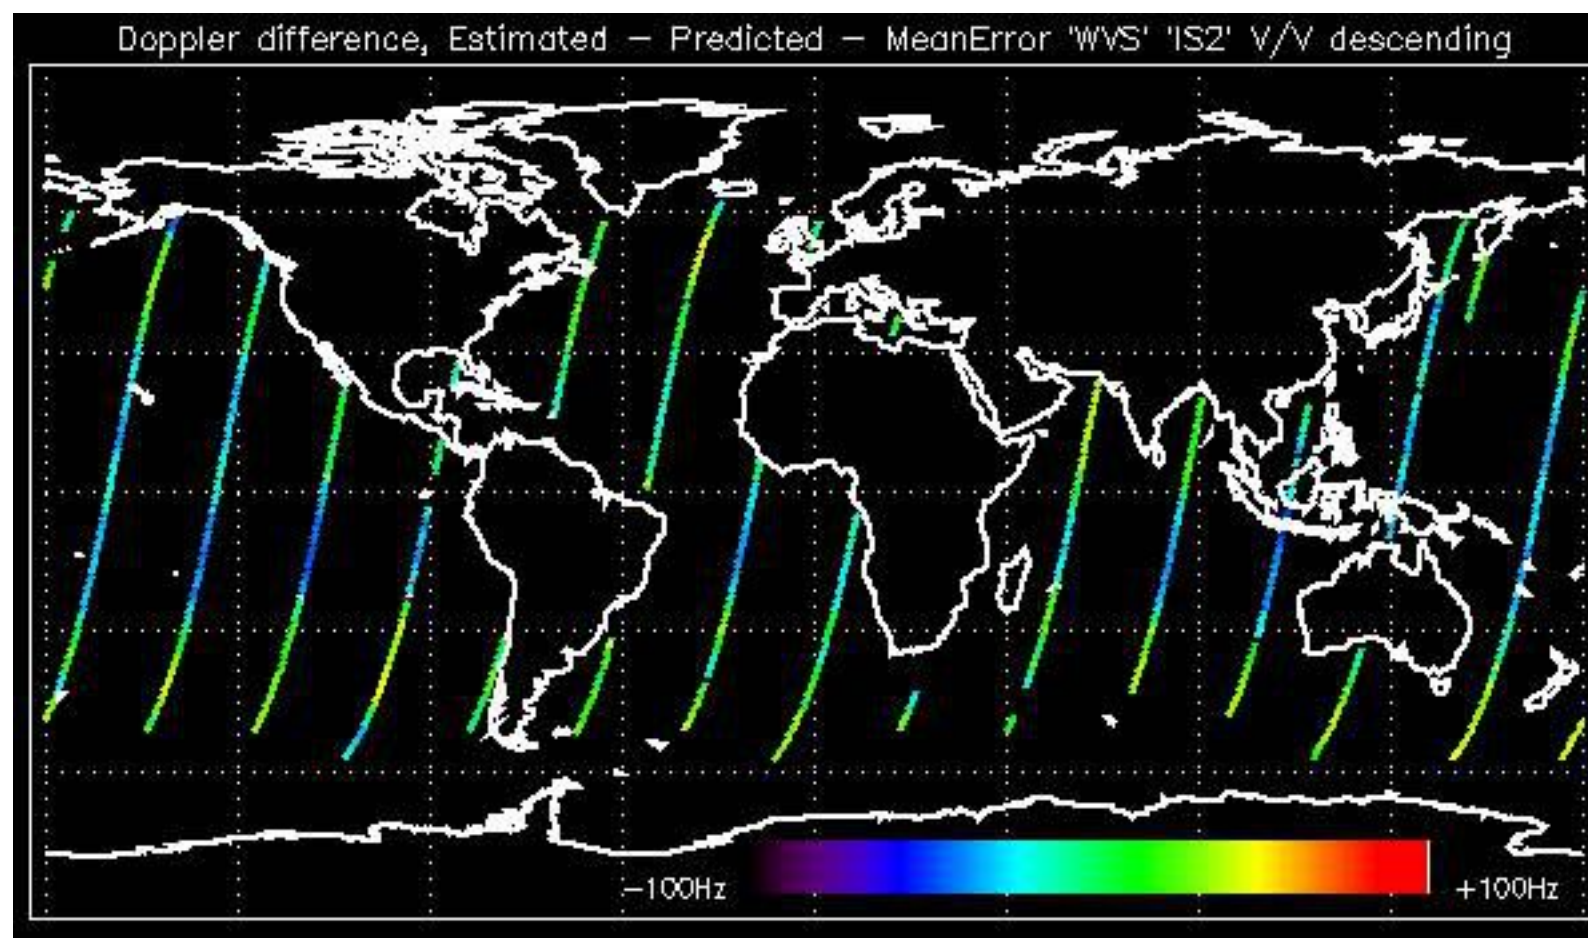 Doppler difference, Estimated – Predicted – MeanError 'WVS' 'IS2' V/V descending
–100Hz +100Hz